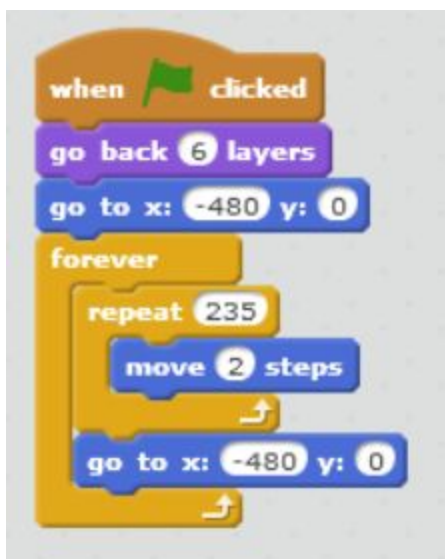 when clicked
go back 6 layers
go to x: -480 y: 0
forever
repeat 235
move 2 steps
go to x: -480 y: 0